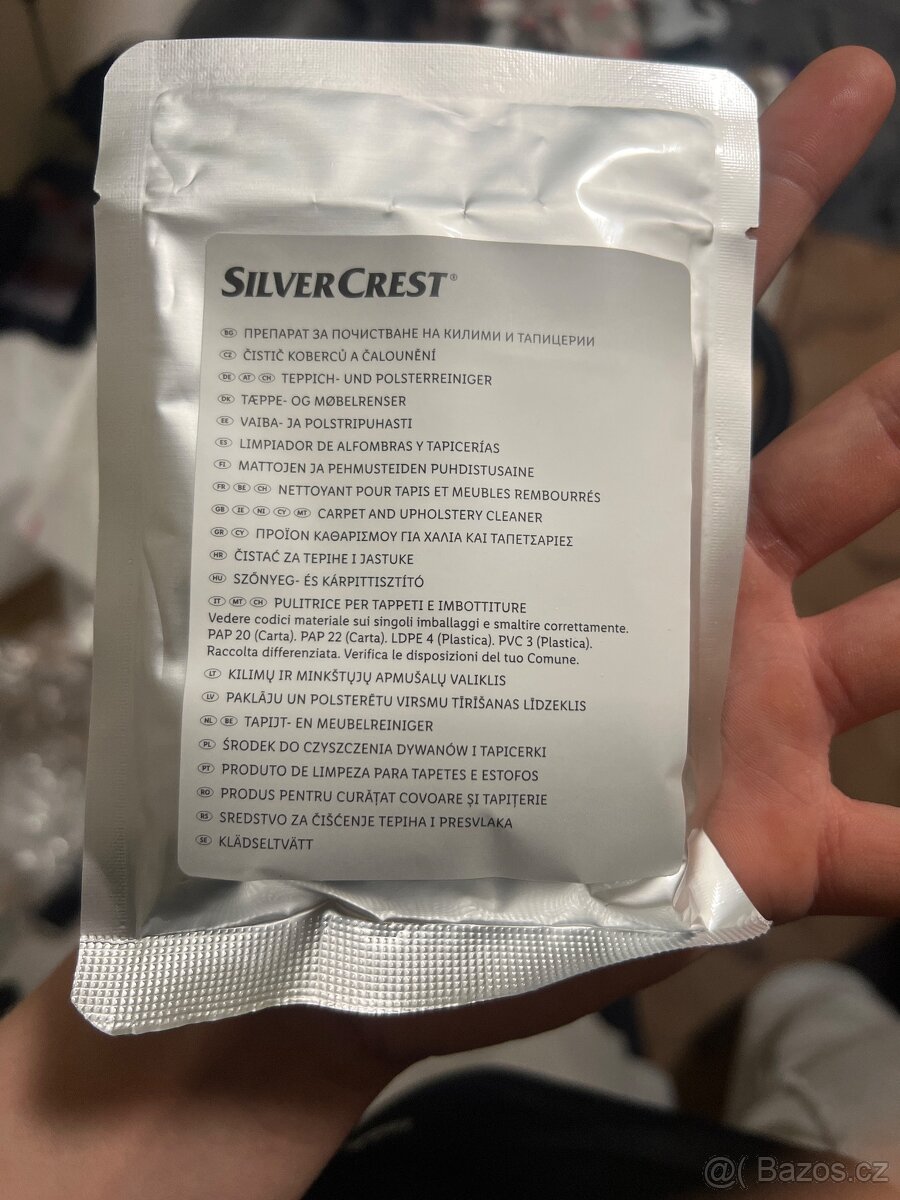 SILVERCREST®
BG ПРЕПАРАТ ЗА ПОЧИСТВАНЕ НА КИЛИМИ И ТАПИЦЕРИИ
CZ ČISTIČ KOBERCŮ A ČALOUNĚNÍ
DE AT CH TEPPICH- UND POLSTERREINIGER
DK TÆPPE- OG MØBELRENSER
EE VAIBA- JA POLSTRIPUHASTI
ES LIMPIADOR DE ALFOMBRAS Y TAPICERÍAS
FI MATTOJEN JA PEHMUSTEIDEN PUHDISTUSAINE
FR BE CH NETTOYANT POUR TAPIS ET MEUBLES REMBOURRÉS
GB IE NI CY MT CARPET AND UPHOLSTERY CLEANER
GR CY ΠΡΟΪΟΝ ΚΑΘΑΡΙΣΜΟΥ ΓΙΑ ΧΑΛΙΑ ΚΑΙ ΤΑΠΕΤΣΑΡΙΕΣ
HR ČISTAĆ ZA TEPIHE I JASTUKE
HU SZŐNYEG- ÉS KÁRPITTISZTÍTÓ
IT MT CH PULITRICE PER TAPPETI E IMBOTTITURE
Vedere codici materiale sui singoli imballaggi e smaltire correttamente.
PAP 20 (Carta). PAP 22 (Carta). LDPE 4 (Plastica). PVC 3 (Plastica).
Raccolta differenziata. Verifica le disposizioni del tuo Comune.
LT KILIMŲ IR MINKŠTŲJŲ APMUŠALŲ VALIKLIS
LV PAKLĀJU UN POLSTERĒTU VIRSMU TĪRĪŠANAS LĪDZEKLIS
NL BE TAPIJT- EN MEUBELREINIGER
PL ŚRODEK DO CZYSZCZENIA DYWANÓW I TAPICERKI
PT PRODUTO DE LIMPEZA PARA TAPETES E ESTOFOS
RO PRODUS PENTRU CURĂȚAT COVOARE ȘI TAPIȚERIE
RS SREDSTVO ZA ČIŠĆENJE TEPIHA I PRESVLAKA
SE KLÄDSELTVÄTT
@( Bazos.cz